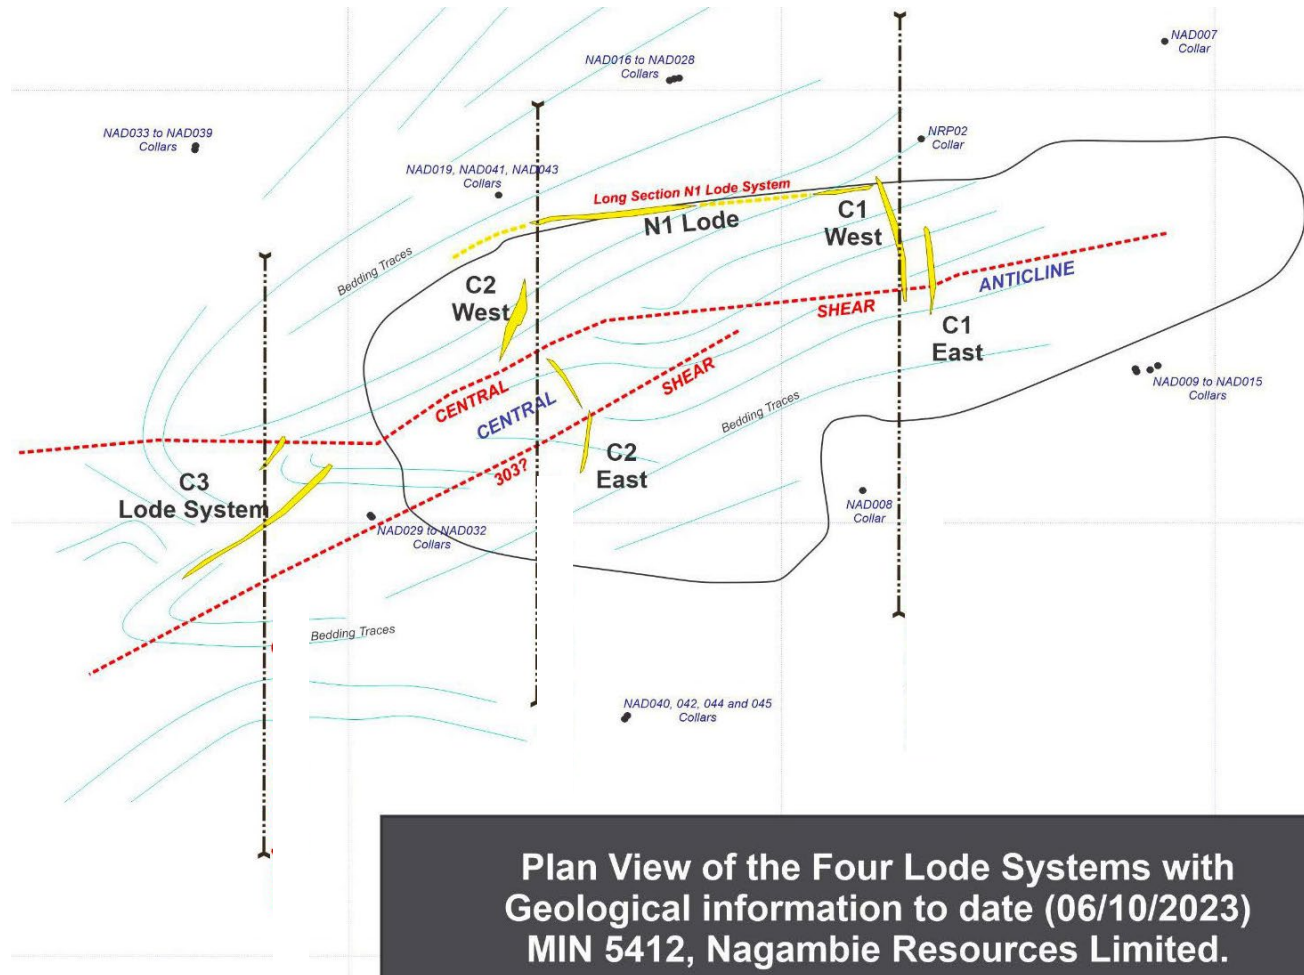 NAD007
Collar
NAD016 to NAD028
Collars
NAD033 to NAD039
Collars
NRP02
Collar
NAD019, NAD041, NAD043
Collars
Long Section N1 Lode System
N1 Lode
C1
West
Bedding Traces
C2
West
ANTICLINE
SHEAR
C1
East
SHEAR
CENTRAL
CENTRAL
NAD009 to NAD015
Collars
Bedding Traces
303?
C2
East
C3
Lode System
NAD008
Collar
NAD029 to NAD032
Collars
Bedding Traces
NAD040, 042, 044 and 045
Collars
Plan View of the Four Lode Systems with
Geological information to date (06/10/2023)
MIN 5412, Nagambie Resources Limited.